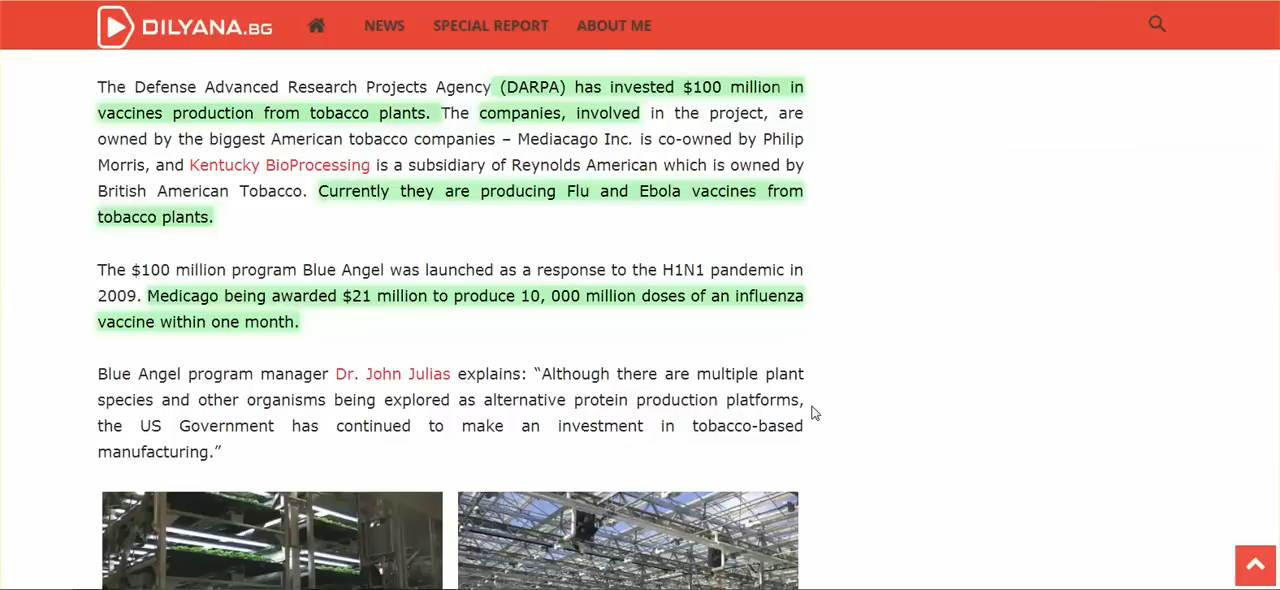 DILYANA.BG NEWS SPECIAL REPORT ABOUT ME
The Defense Advanced Research Projects Agency (DARPA) has invested $100 million in
vaccines production from tobacco plants. The companies, involved in the project, are
owned by the biggest American tobacco companies – Mediacago Inc. is co-owned by Philip
Morris, and Kentucky BioProcessing is a subsidiary of Reynolds American which is owned by
British American Tobacco. Currently they are producing Flu and Ebola vaccines from
tobacco plants.
The $100 million program Blue Angel was launched as a response to the H1N1 pandemic in
2009. Medicago being awarded $21 million to produce 10, 000 million doses of an influenza
vaccine within one month.
Blue Angel program manager Dr. John Julias explains: “Although there are multiple plant
species and other organisms being explored as alternative protein production platforms,
the US Government has continued to make an investment in tobacco-based
manufacturing.”